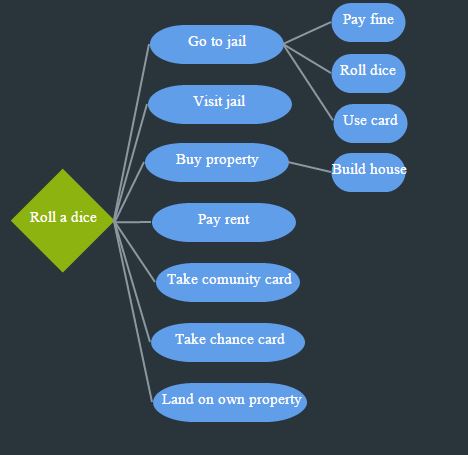 Roll a dice
Go to jail
Pay fine
Roll dice
Use card
Visit jail
Buy property
Build house
Pay rent
Take comunity card
Take chance card
Land on own property